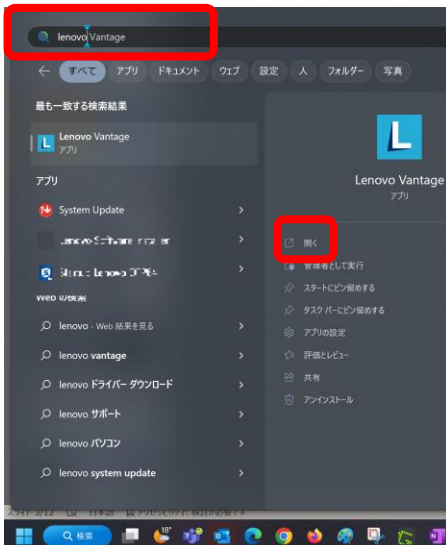 lenovo Vantage
すべて アプリ ドキュメント ウェブ 設定 人 フォルダー 写真
最も一致する検索結果
Lenovo Vantage
アプリ
アプリ
System Update
Web の検索
lenovo - Web 結果を見る
lenovo vantage
lenovo ドライバー ダウンロード
lenovo サポート
lenovo パソコン
lenovo system update
L
Lenovo Vantage
アプリ
開く
管理者として実行
スタートにピン留めする
タスク バーにピン留めする
アプリの設定
評価とレビュー
共有
アンインストール
日本語
検索
18°